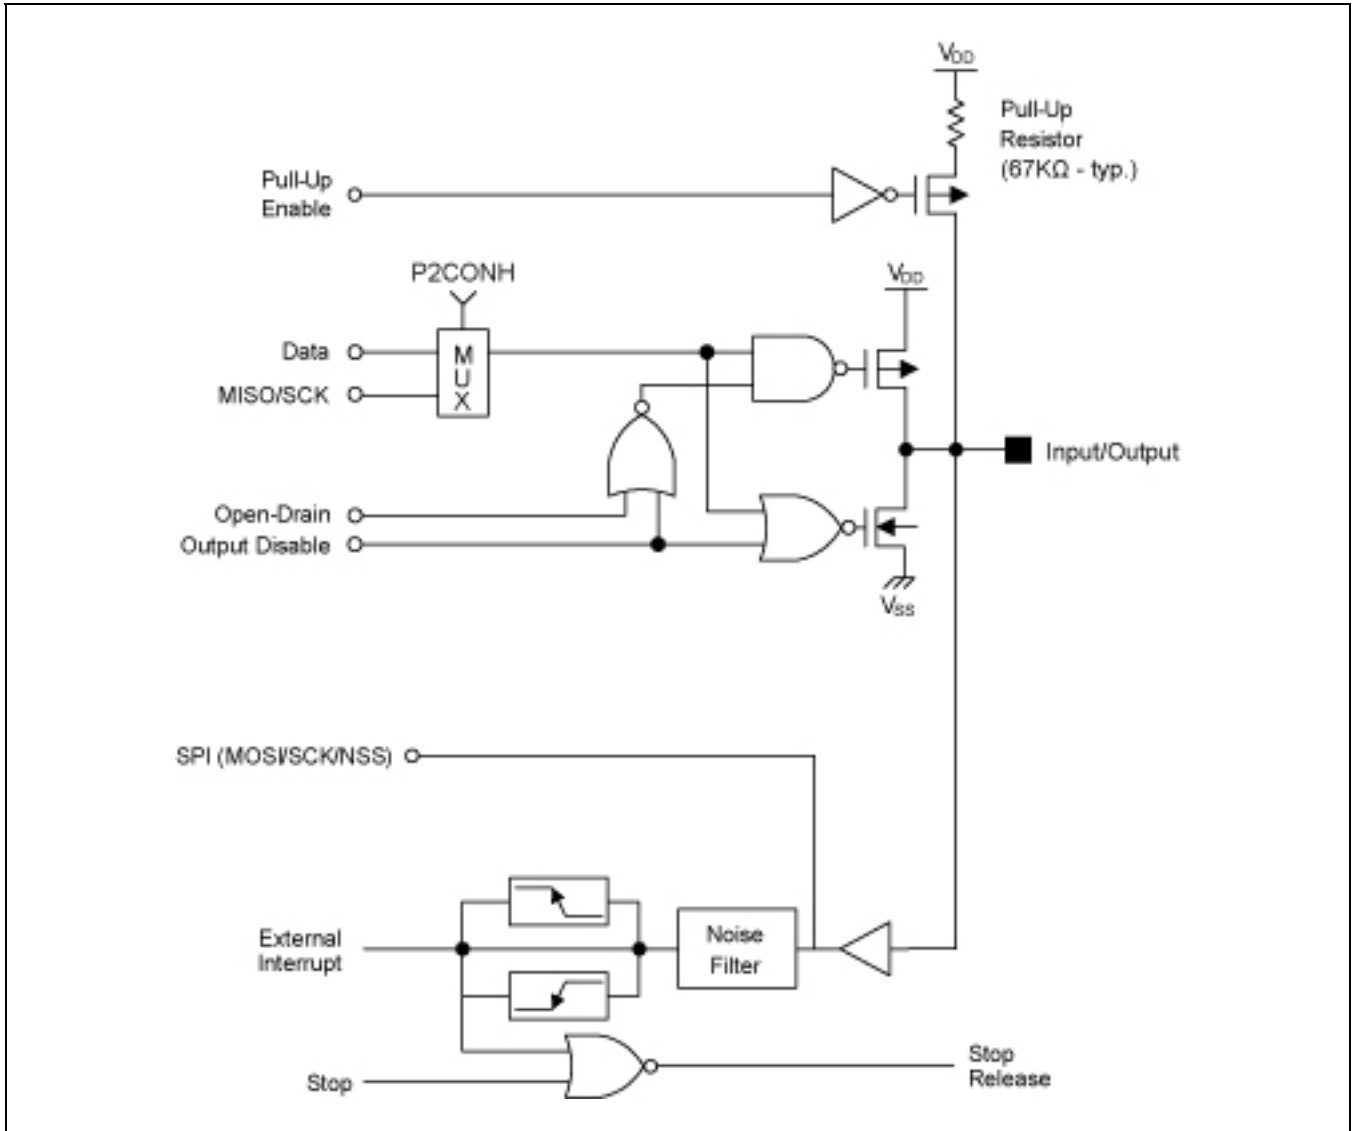 VDD
Pull-Up
Resistor
(67KΩ - typ.)
Pull-Up
Enable
P2CONH
VDD
Data
MUX
MISO/SCK
Input/Output
Open-Drain
Output Disable
VSS
SPI (MOSI/SCK/NSS)
External
Interrupt
Noise
Filter
Stop
Stop
Release